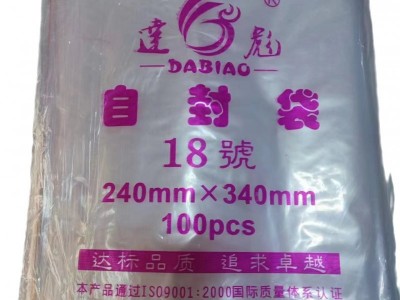 達彪
—DABIAO—
自封袋
18號
240mm×340mm
100pcs
达标品质 追求卓越
本产品通过ISO9001:2000国际质量体系认证